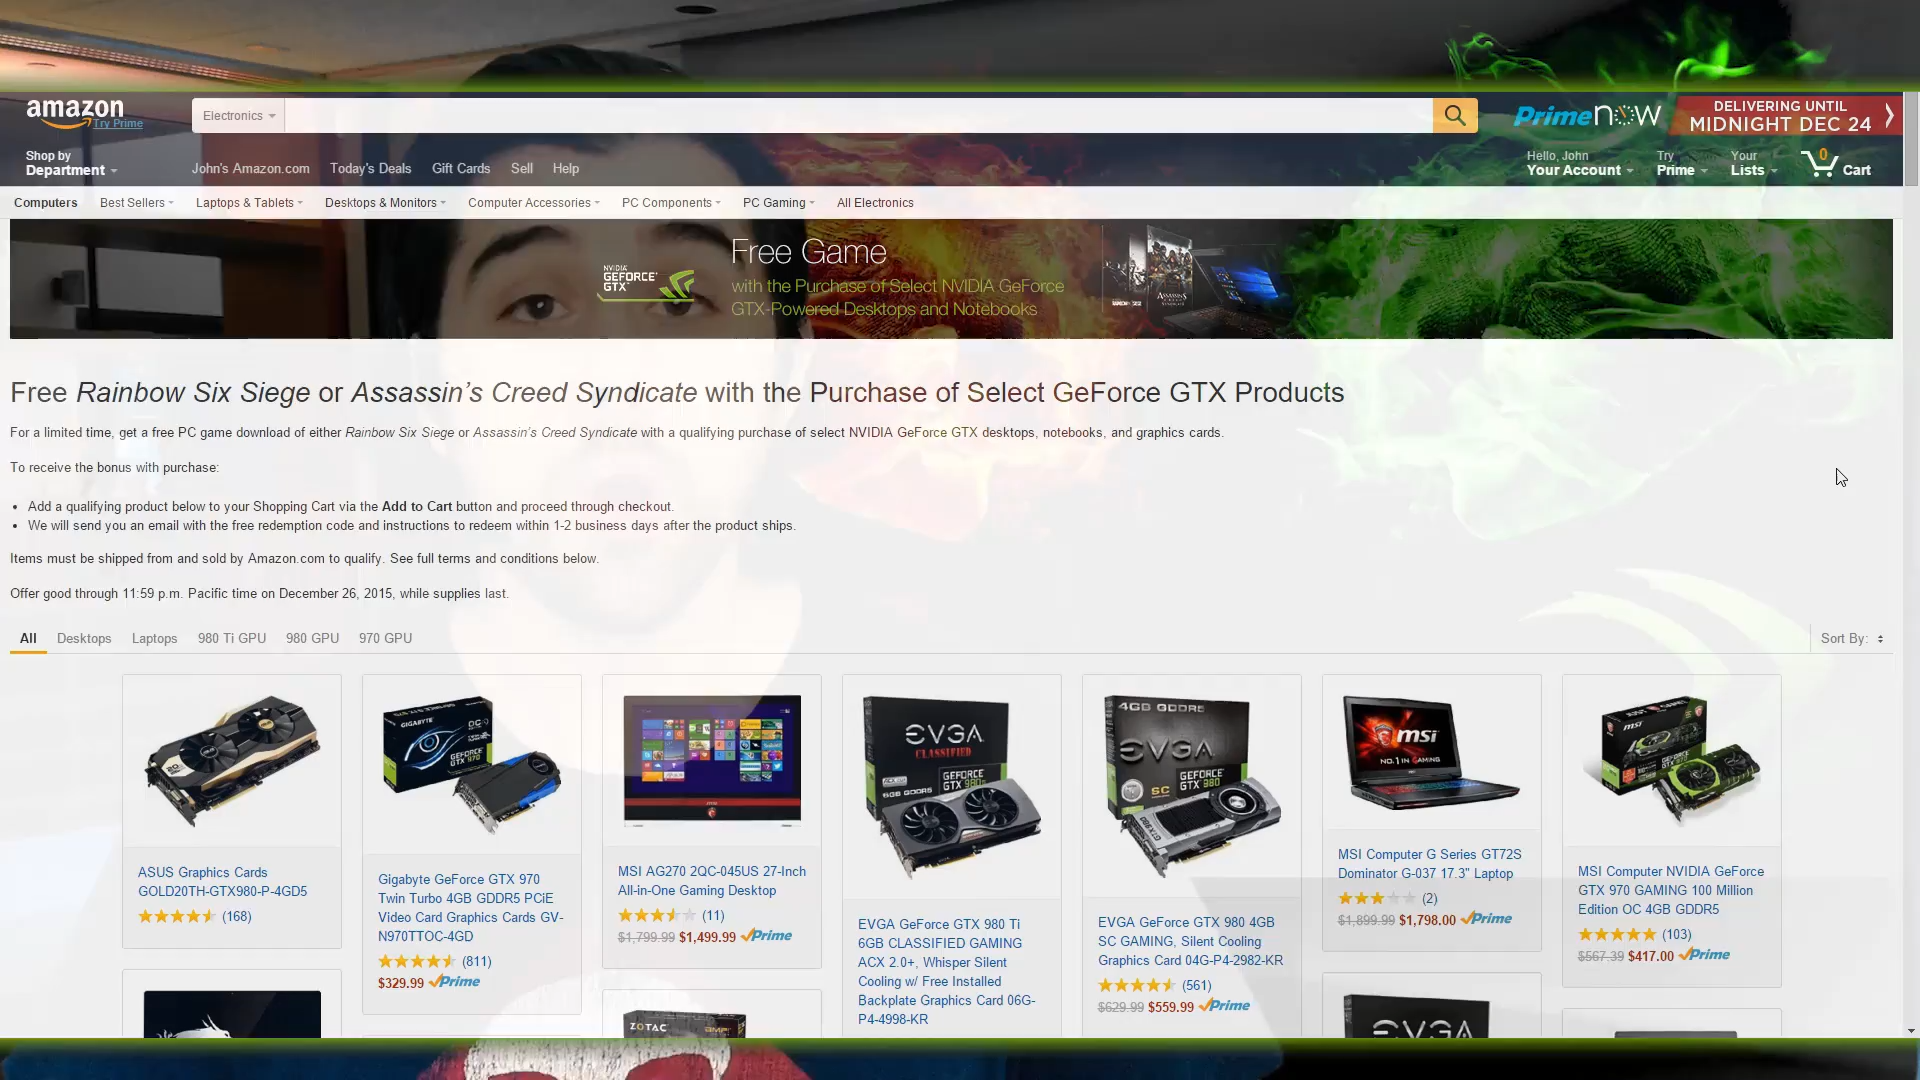 amazon
Try Prime
Electronics
Prime now
DELIVERING UNTIL
MIDNIGHT DEC 24
Shop by
Department
John's Amazon.com
Today's Deals
Gift Cards
Sell
Help
Hello, John
Your Account
Try
Prime
Your
Lists
0
Cart
Computers
Best Sellers
Laptops & Tablets
Desktops & Monitors
Computer Accessories
PC Components
PC Gaming
All Electronics
NVIDIA
GEFORCE
GTX
Free Game
with the Purchase of Select NVIDIA GeForce
GTX-Powered Desktops and Notebooks
Free Rainbow Six Siege or Assassin's Creed Syndicate with the Purchase of Select GeForce GTX Products
For a limited time, get a free PC game download of either Rainbow Six Siege or Assassin's Creed Syndicate with a qualifying purchase of select NVIDIA GeForce GTX desktops, notebooks, and graphics cards.
To receive the bonus with purchase:
Add a qualifying product below to your Shopping Cart via the Add to Cart button and proceed through checkout.
We will send you an email with the free redemption code and instructions to redeem within 1-2 business days after the product ships.
Items must be shipped from and sold by Amazon.com to qualify. See full terms and conditions below.
Offer good through 11:59 p.m. Pacific time on December 26, 2015, while supplies last.
All
Desktops
Laptops
980 Ti GPU
980 GPU
970 GPU
Sort By:
ASUS Graphics Cards
GOLD20TH-GTX980-P-4GD5
(168)
GIGABYTE
Gigabyte GeForce GTX 970
Twin Turbo 4GB GDDR5 PCiE
Video Card Graphics Cards GV-
N970TTOC-4GD
(811)
$329.99 Prime
MSI AG270 2QC-045US 27-Inch
All-in-One Gaming Desktop
(11)
$1,799.99 $1,499.99 Prime
EVGA
CLASSIFIED
EVGA GeForce GTX 980 Ti
6GB CLASSIFIED GAMING
ACX 2.0+, Whisper Silent
Cooling w/ Free Installed
Backplate Graphics Card 06G-
P4-4998-KR
4GB GDDR5
EVGA
GEFORCE
GTX 980
SC
EVGA GeForce GTX 980 4GB
SC GAMING, Silent Cooling
Graphics Card 04G-P4-2982-KR
(561)
$629.99 $559.99 Prime
msi
NO.1 IN GAMING
MSI Computer G Series GT72S
Dominator G-037 17.3" Laptop
(2)
$1,899.99 $1,798.00 Prime
msi
MSI Computer NVIDIA GeForce
GTX 970 GAMING 100 Million
Edition OC 4GB GDDR5
(103)
$567.39 $417.00 Prime
ZOTAC
AMP!
EVGA